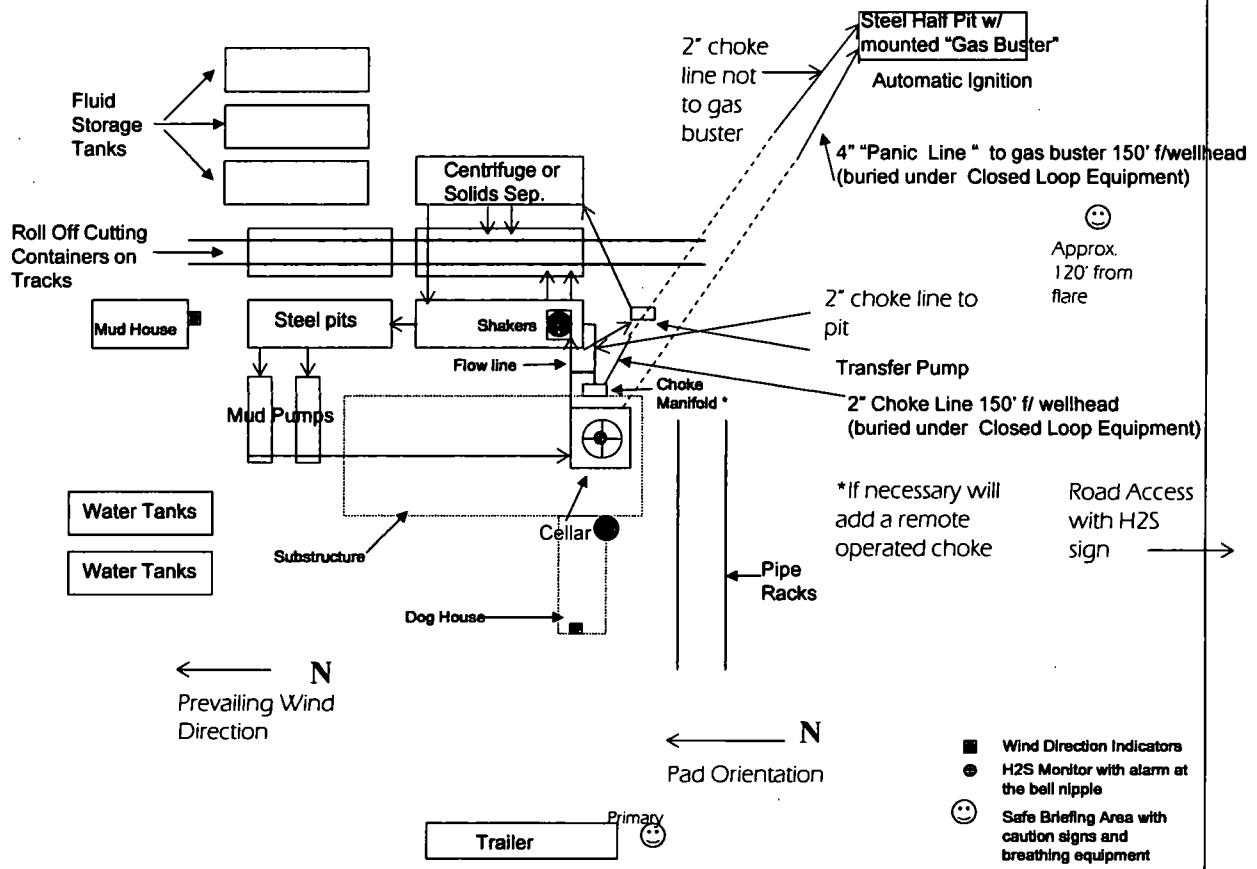 Steel Half Pit w/
mounted "Gas Buster"
Automatic Ignition
2" choke
line not
to gas
buster
Fluid
Storage
Tanks
4" "Panic Line " to gas buster 150' f/wellhead
(buried under Closed Loop Equipment)
Centrifuge or
Solids Sep.
Approx.
120' from
flare
Roll Off Cutting
Containers on
Tracks
2" choke line to
pit
Mud House
Steel pits
Shakers
Flow line
Transfer Pump
Choke
Manifold *
2" Choke Line 150' f/ wellhead
(buried under Closed Loop Equipment)
Mud Pumps
*If necessary will
add a remote
operated choke
Road Access
with H2S
sign
Water Tanks
Water Tanks
Substructure
Cellar
Pipe
Racks
Dog House
N
Prevailing Wind
Direction
N
Pad Orientation
Wind Direction Indicators
H2S Monitor with alarm at
the bell nipple
Safe Briefing Area with
caution signs and
breathing equipment
Primary
Trailer